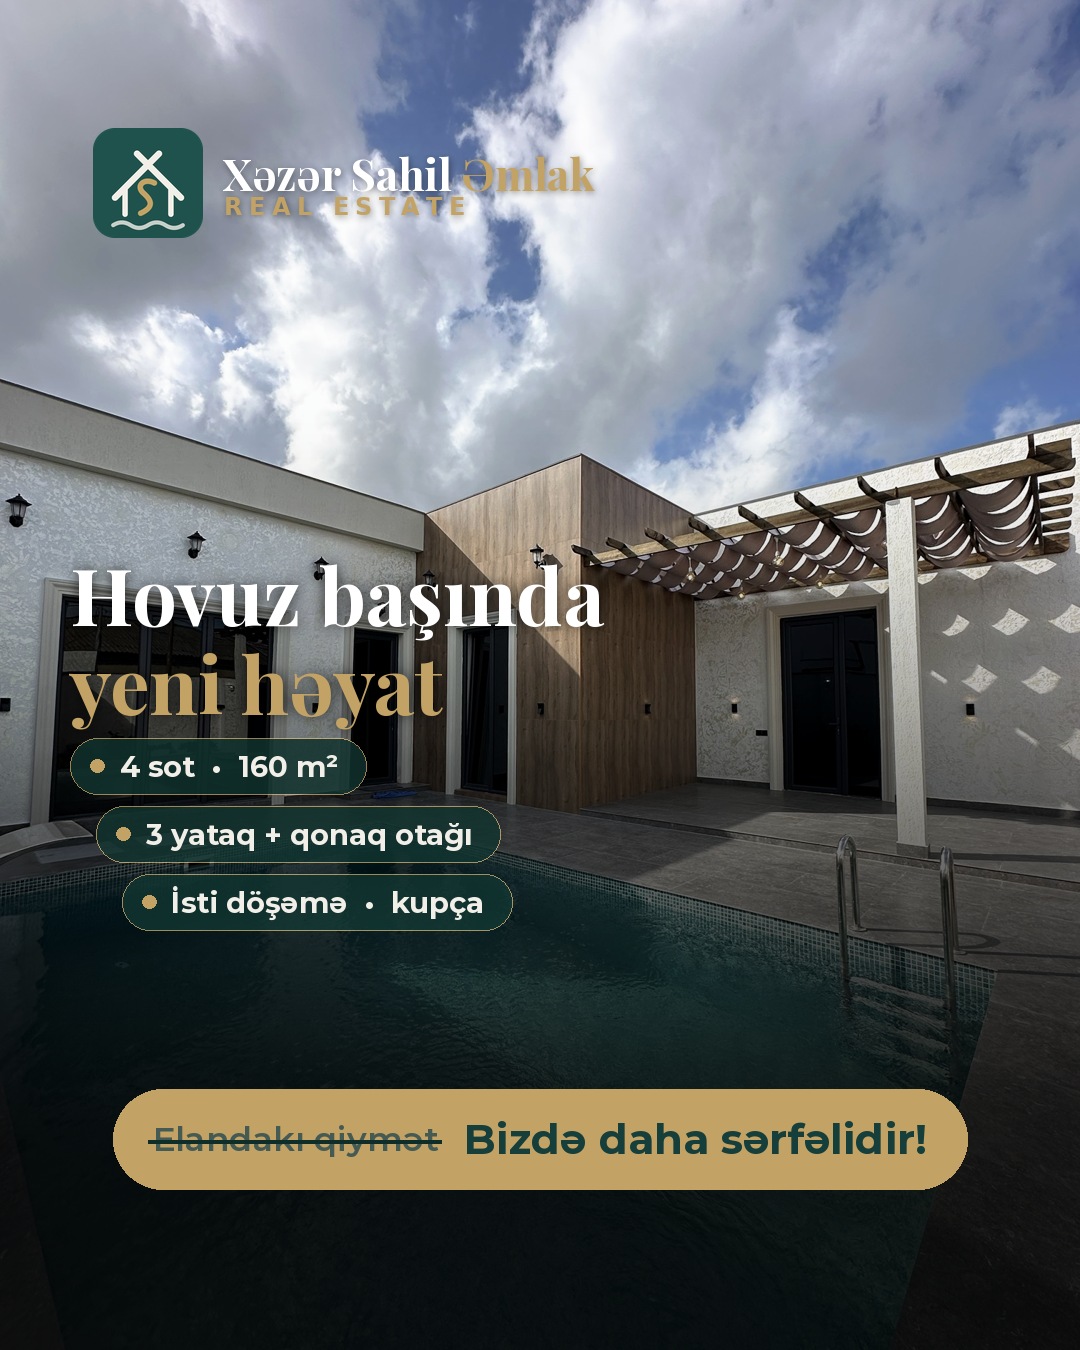 Xəzər Sahil Əmlak
REAL ESTATE
Hovuz başında
yeni həyat
4 sot • 160 m²
3 yataq + qonaq otağı
İsti döşəmə • kupça
Elandakı qiymət Bizdə daha sərfəlidir!